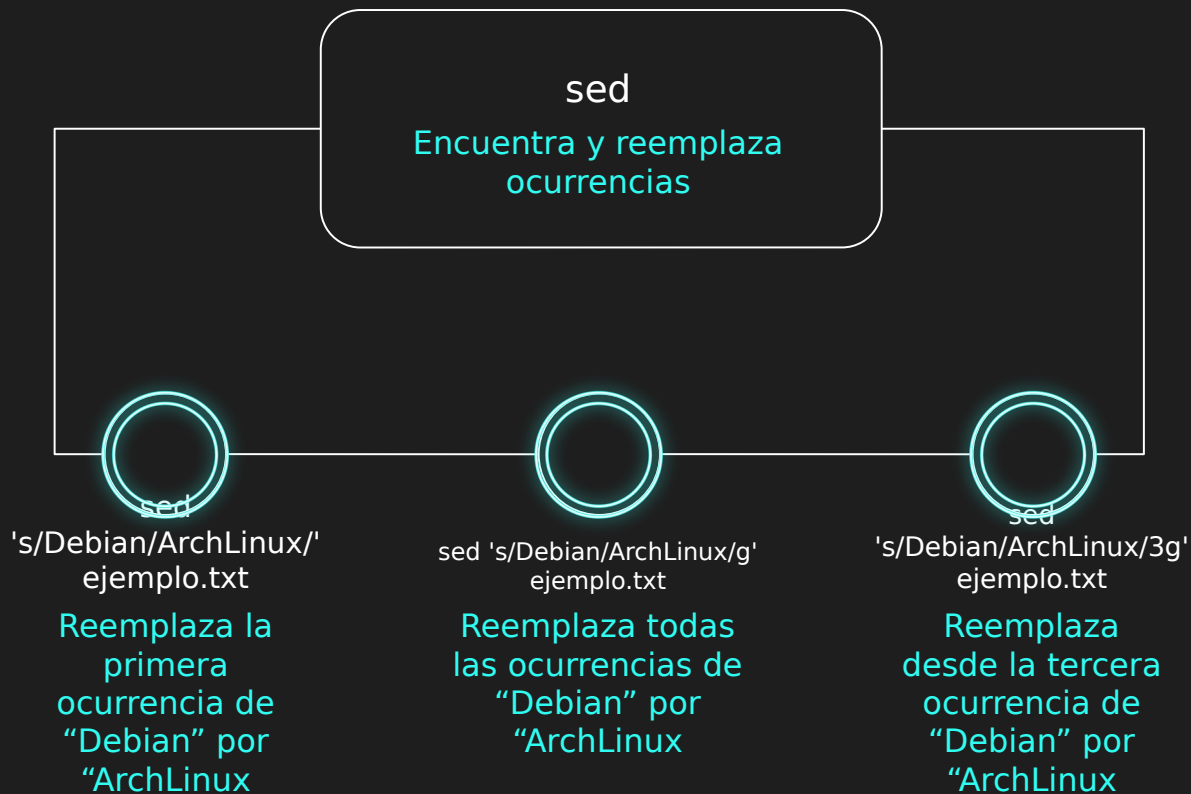 sed
Encuentra y reemplaza
ocurrencias
sed
's/Debian/ArchLinux/'
ejemplo.txt
Reemplaza la
primera
ocurrencia de
“Debian” por
“ArchLinux
sed 's/Debian/ArchLinux/g'
ejemplo.txt
Reemplaza todas
las ocurrencias de
“Debian” por
“ArchLinux
sed
's/Debian/ArchLinux/3g'
ejemplo.txt
Reemplaza
desde la tercera
ocurrencia de
“Debian” por
“ArchLinux